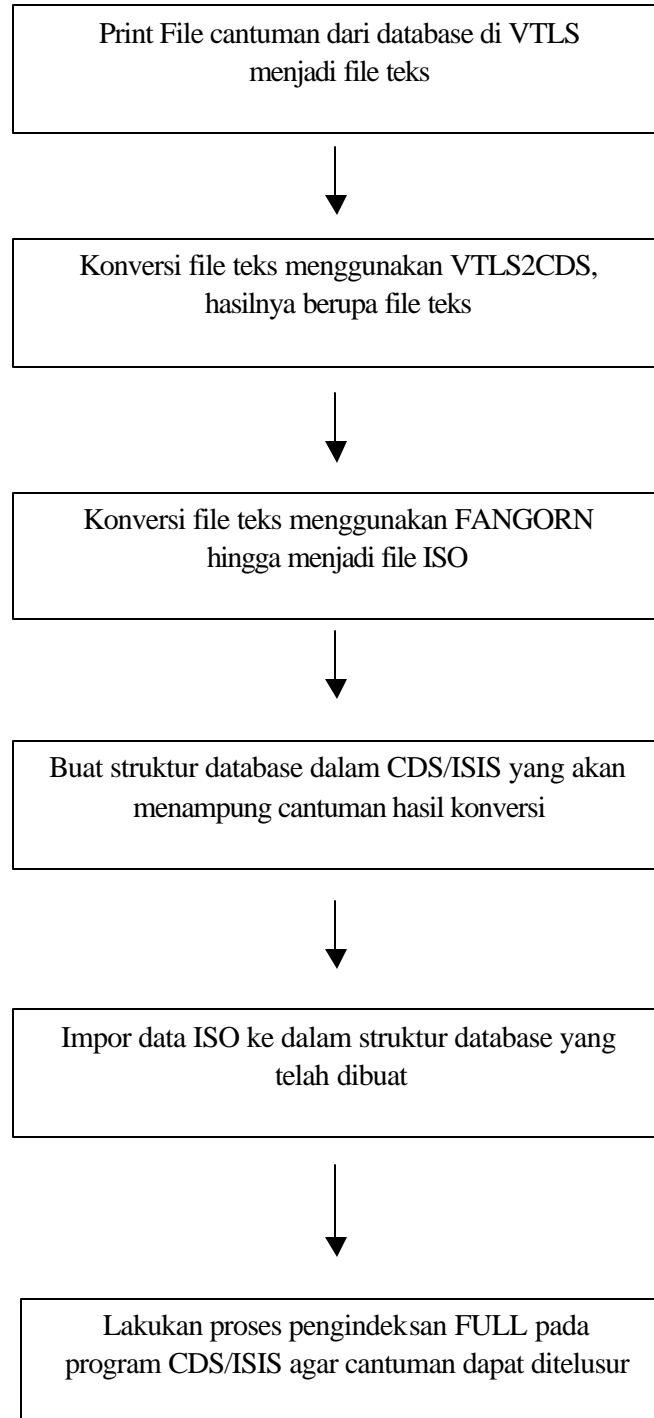 Print File cantuman dari database di VTLS
menjadi file teks
Konversi file teks menggunakan VTLS2CDS,
hasilnya berupa file teks
Konversi file teks menggunakan FANGORN
hingga menjadi file ISO
Buat struktur database dalam CDS/ISIS yang akan
menampung cantuman hasil konversi
Impor data ISO ke dalam struktur database yang
telah dibuat
Lakukan proses pengindeksan FULL pada
program CDS/ISIS agar cantuman dapat ditelusur